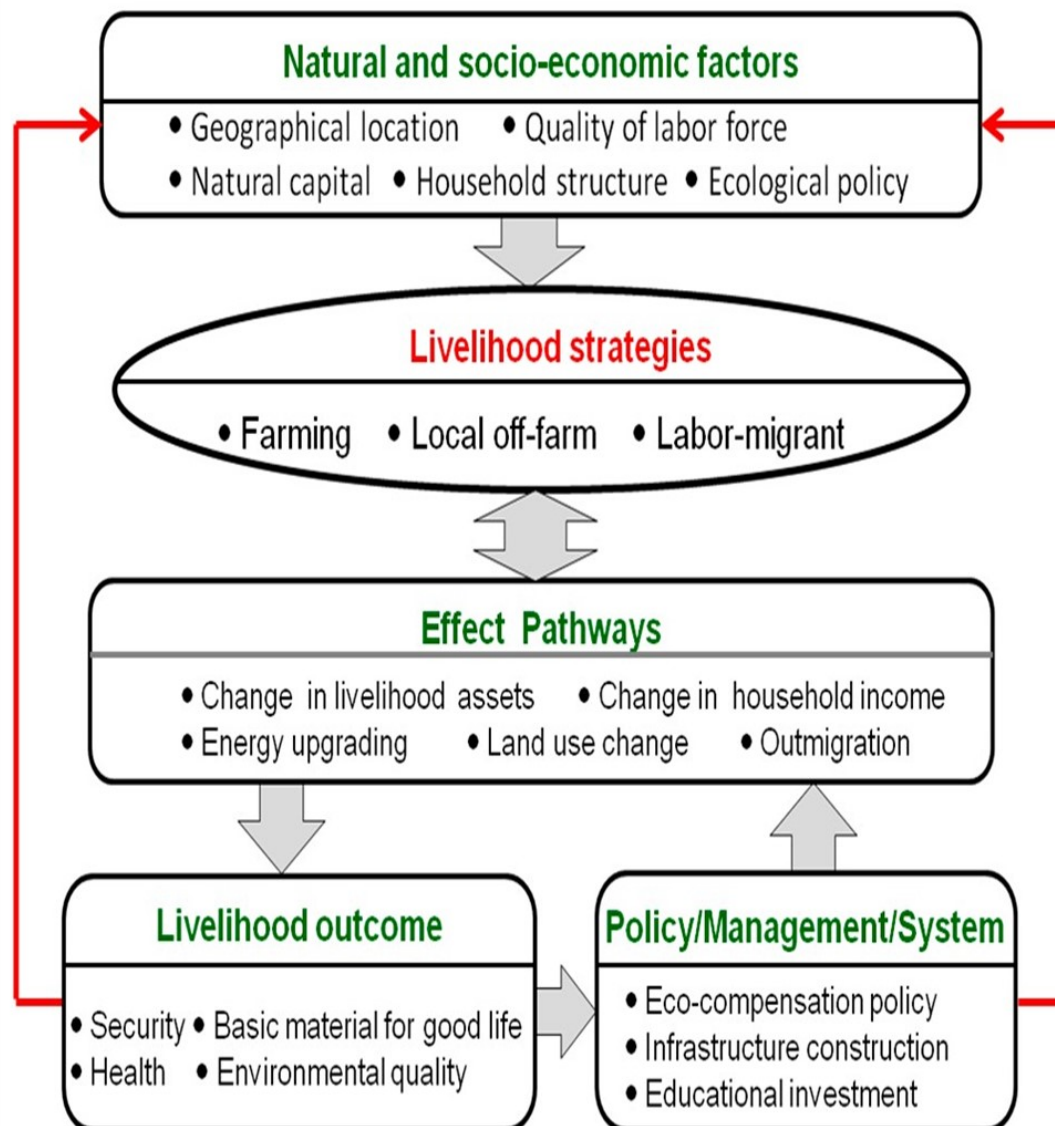 Natural and socio-economic factors
• Geographical location • Quality of labor force
• Natural capital • Household structure • Ecological policy
Livelihood strategies
• Farming • Local off-farm • Labor-migrant
Effect Pathways
• Change in livelihood assets • Change in household income
• Energy upgrading • Land use change • Outmigration
Livelihood outcome
• Security • Basic material for good life
• Health • Environmental quality
Policy/Management/System
• Eco-compensation policy
• Infrastructure construction
• Educational investment